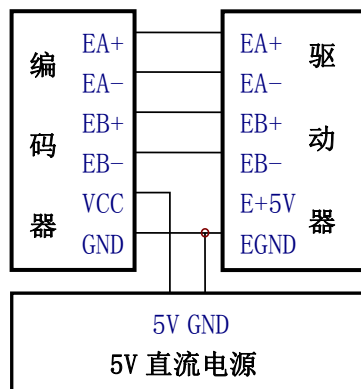 编码器
EA+
EA-
EB+
EB-
VCC
GND
EA+
EA-
EB+
EB-
E+5V
EGND
驱动器
5V GND
5V 直流电源